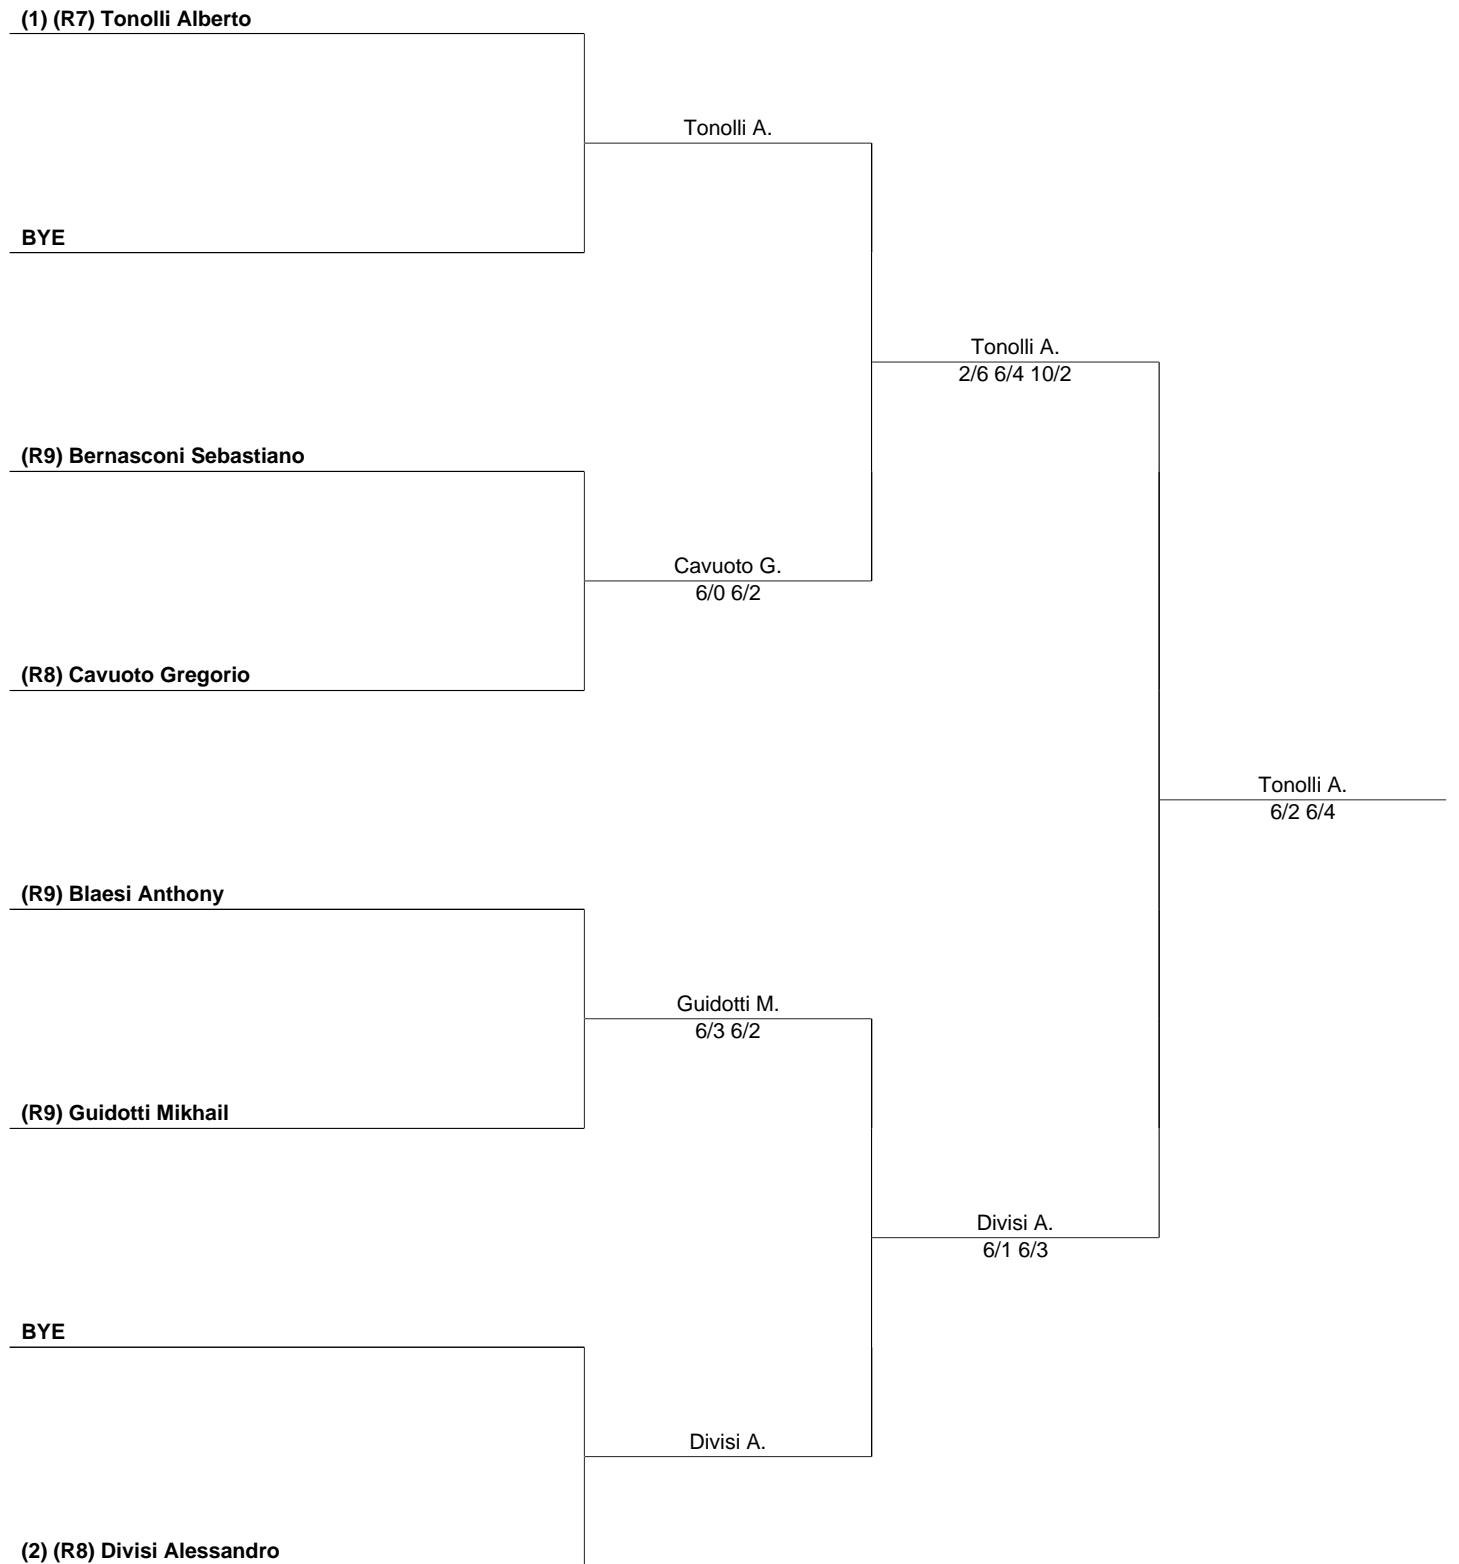 (1) (R7) Tonolli Alberto
Tonolli A.
BYE
Tonolli A.
2/6 6/4 10/2
(R9) Bernasconi Sebastiano
Cavuoto G.
6/0 6/2
(R8) Cavuoto Gregorio
Tonolli A.
6/2 6/4
(R9) Blaesi Anthony
Guidotti M.
6/3 6/2
(R9) Guidotti Mikhail
Divisi A.
6/1 6/3
BYE
Divisi A.
(2) (R8) Divisi Alessandro